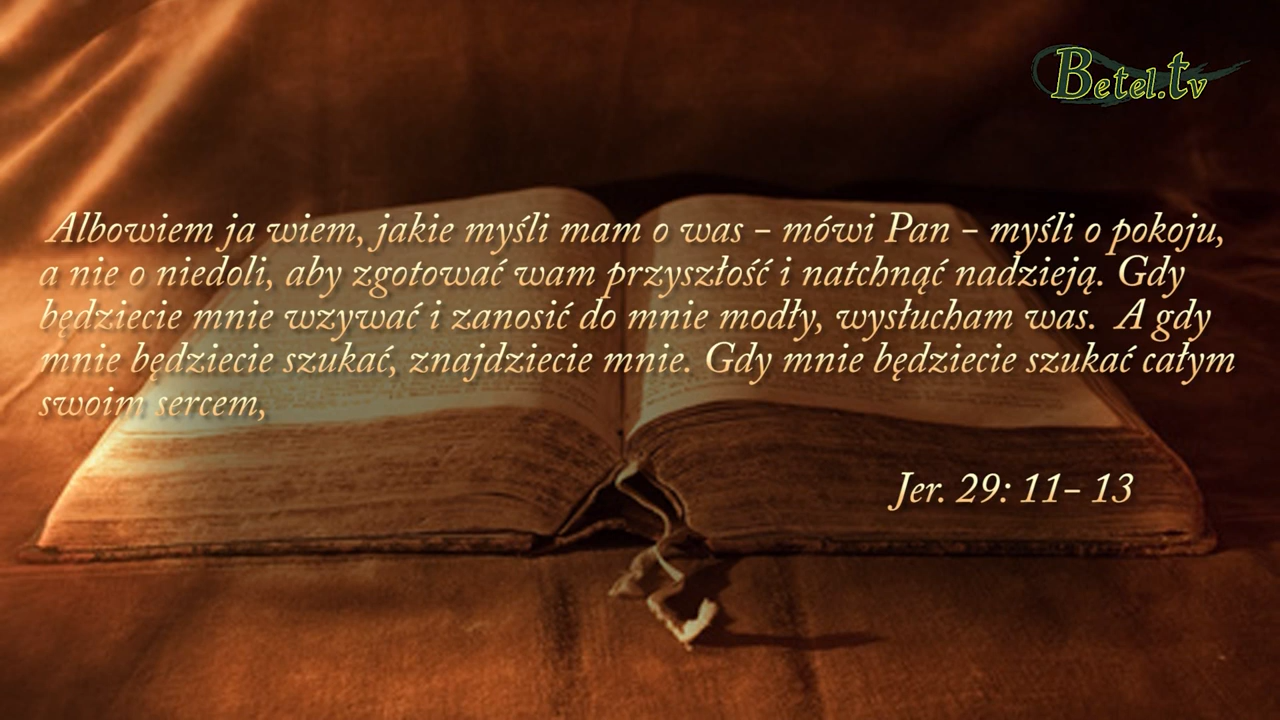 Betel.tv
Albowiem ja wiem, jakie myśli mam o was – mówi Pan – myśli o pokoju,
a nie o niedoli, aby zgotować wam przyszłość i natchnąć nadzieją. Gdy
będziecie mnie wzywać i zanosić do mnie modły, wysłucham was.  A gdy
mnie będziecie szukać, znajdziecie mnie. Gdy mnie będziecie szukać całym
swoim sercem,
Jer. 29: 11– 13